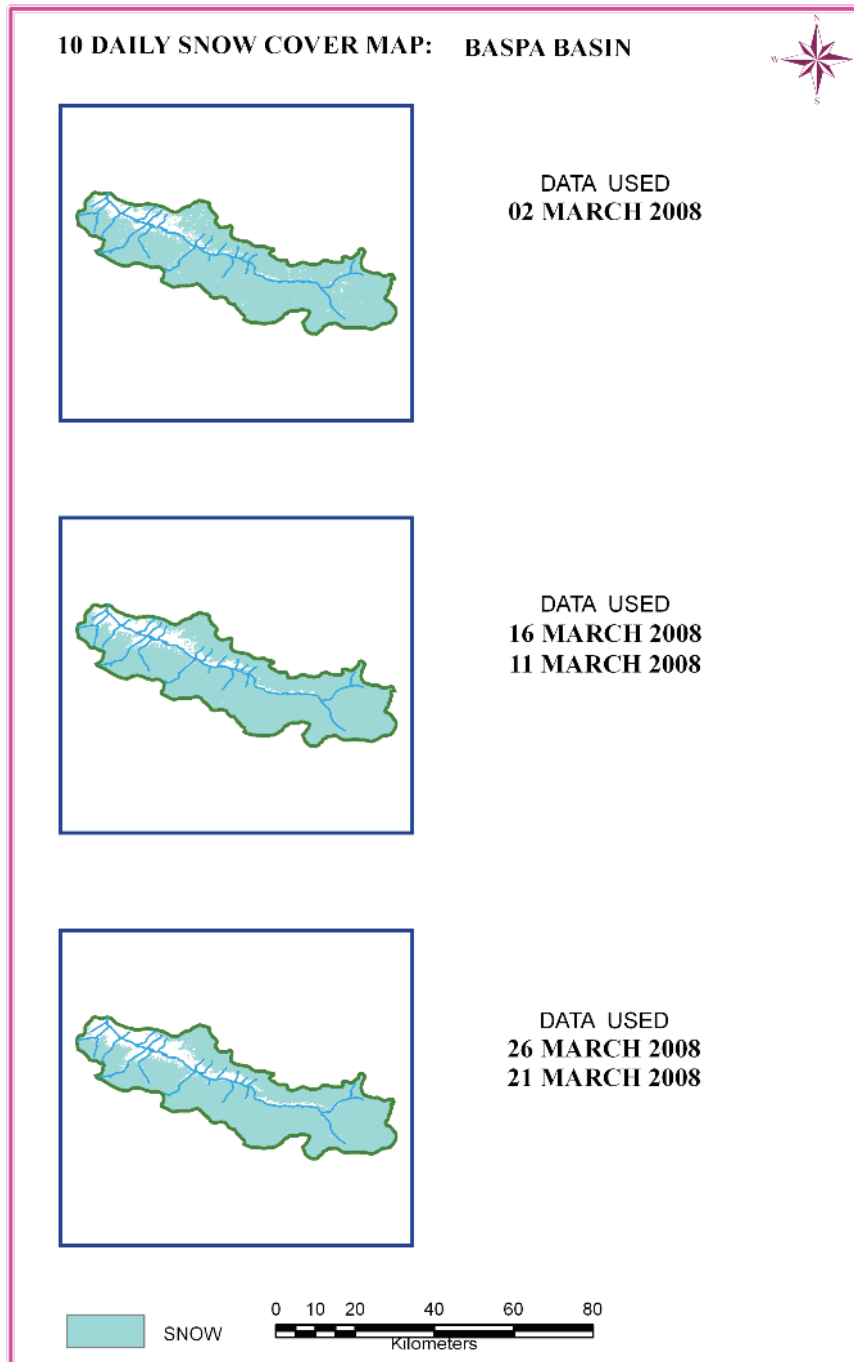 10 DAILY SNOW COVER MAP: BASPA BASIN
N
W
S
DATA USED
02 MARCH 2008
DATA USED
16 MARCH 2008
11 MARCH 2008
DATA USED
26 MARCH 2008
21 MARCH 2008
SNOW
0 10 20 40 60 80
Kilometers